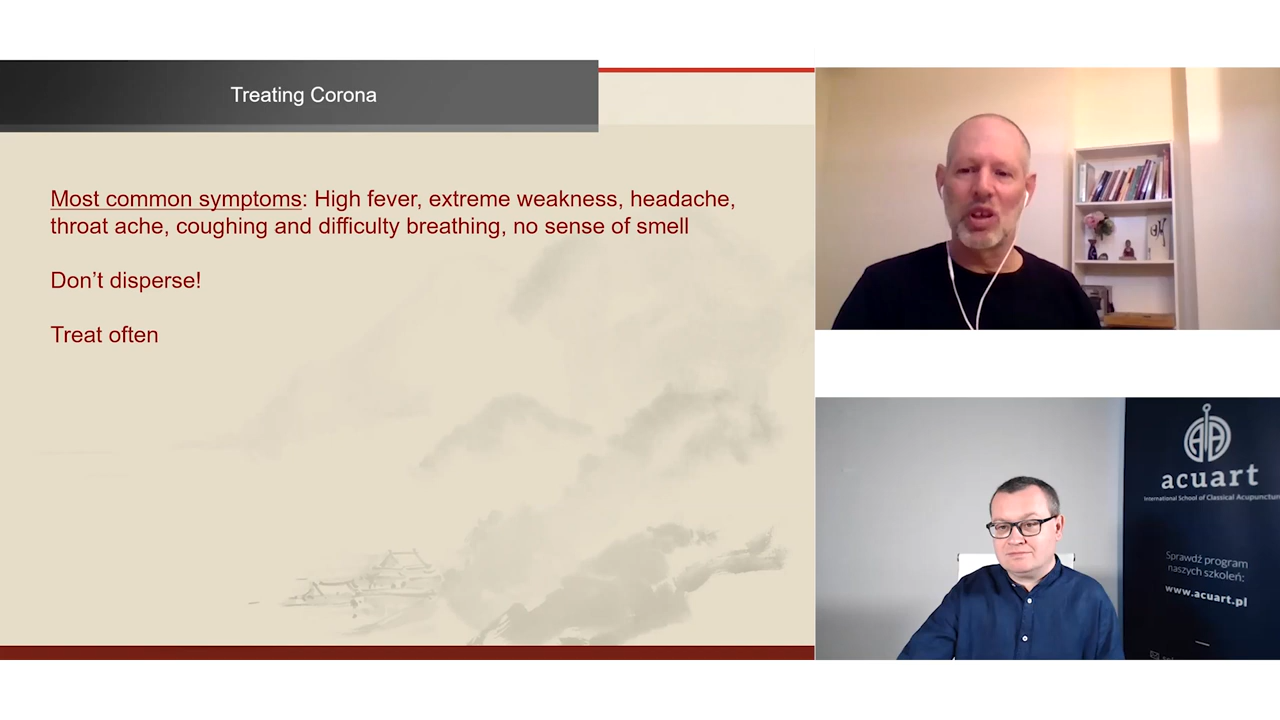 Treating Corona
Most common symptoms: High fever, extreme weakness, headache,
throat ache, coughing and difficulty breathing, no sense of smell
Don’t disperse!
Treat often
acuart
International School of Classical Acupuncture
Sprawdź program
naszych szkoleń:
www.acuart.pl